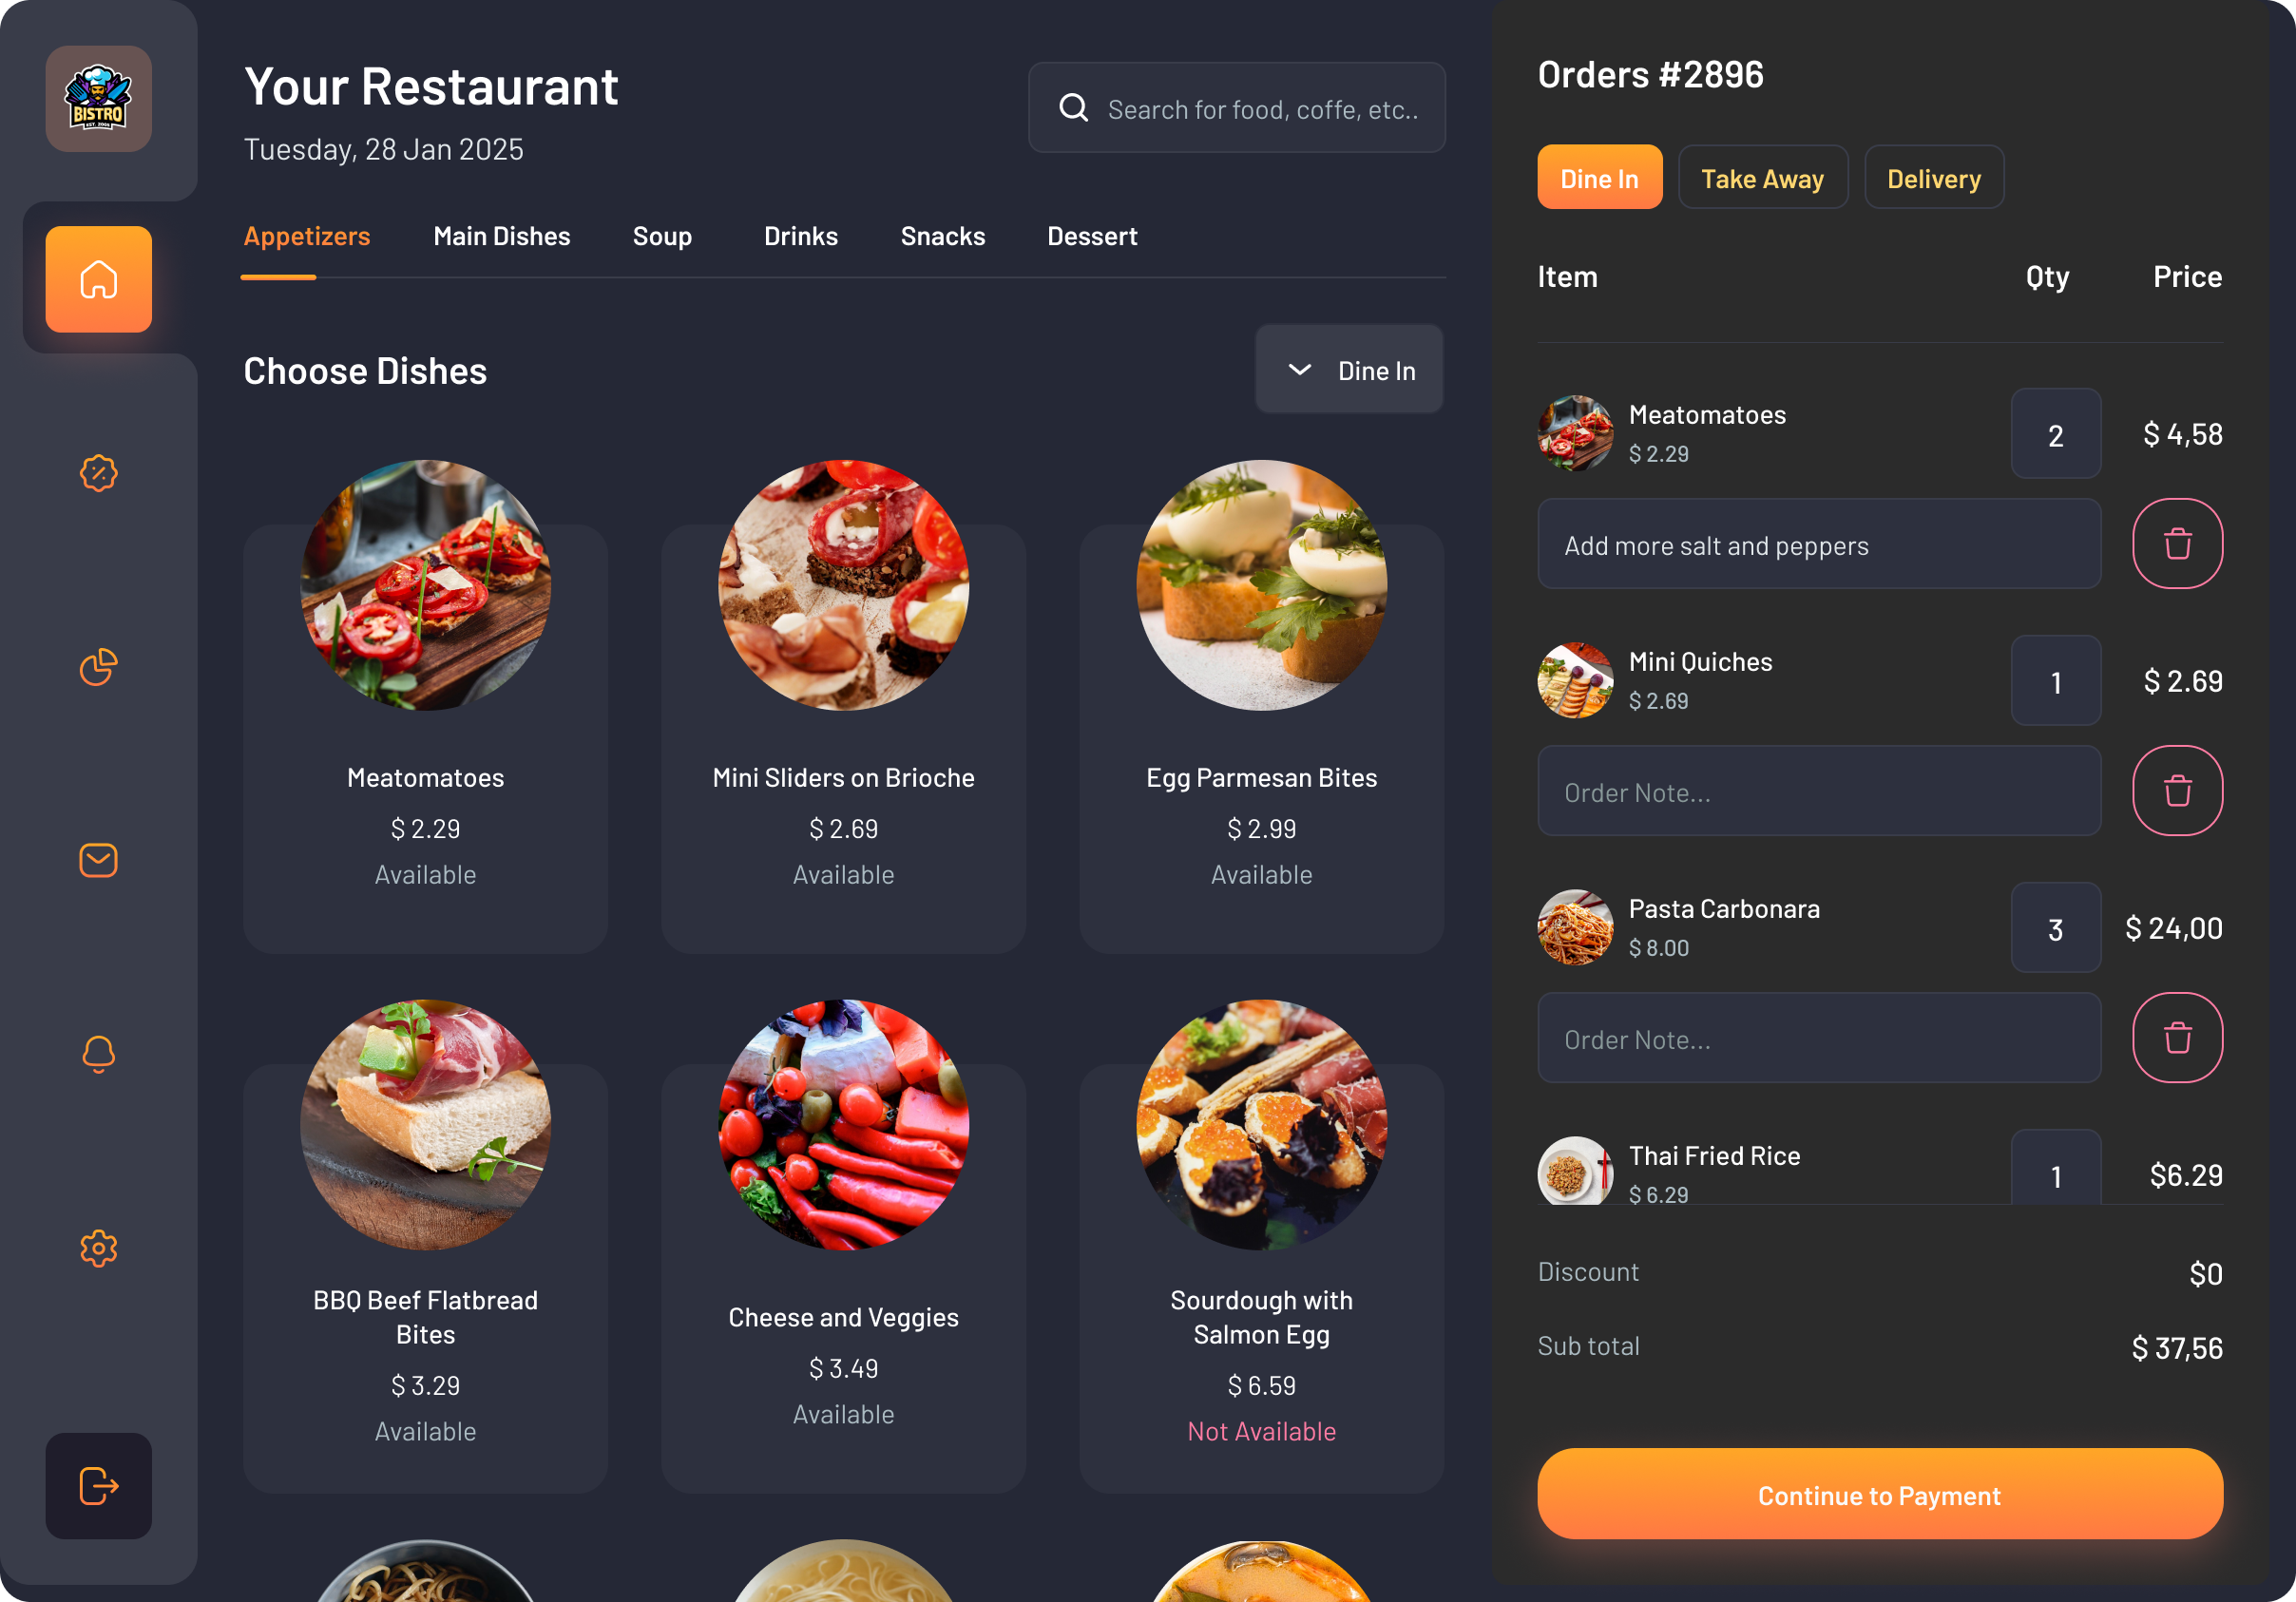 BISTRO
EST. 2005
Your Restaurant
Tuesday, 28 Jan 2025
Search for food, coffe, etc..
Appetizers Main Dishes Soup Drinks Snacks Dessert
Choose Dishes
Dine In
Meatomatoes
$ 2.29
Available
Mini Sliders on Brioche
$ 2.69
Available
Egg Parmesan Bites
$ 2.99
Available
BBQ Beef Flatbread
Bites
$ 3.29
Available
Cheese and Veggies
$ 3.49
Available
Sourdough with
Salmon Egg
$ 6.59
Not Available
Orders #2896
Dine In Take Away Delivery
Item Qty Price
Meatomatoes
$ 2.29
2
$ 4,58
Add more salt and peppers
Mini Quiches
$ 2.69
1
$ 2.69
Order Note...
Pasta Carbonara
$ 8.00
3
$ 24,00
Order Note...
Thai Fried Rice
$ 6.29
1
$6.29
Discount $0
Sub total $ 37,56
Continue to Payment